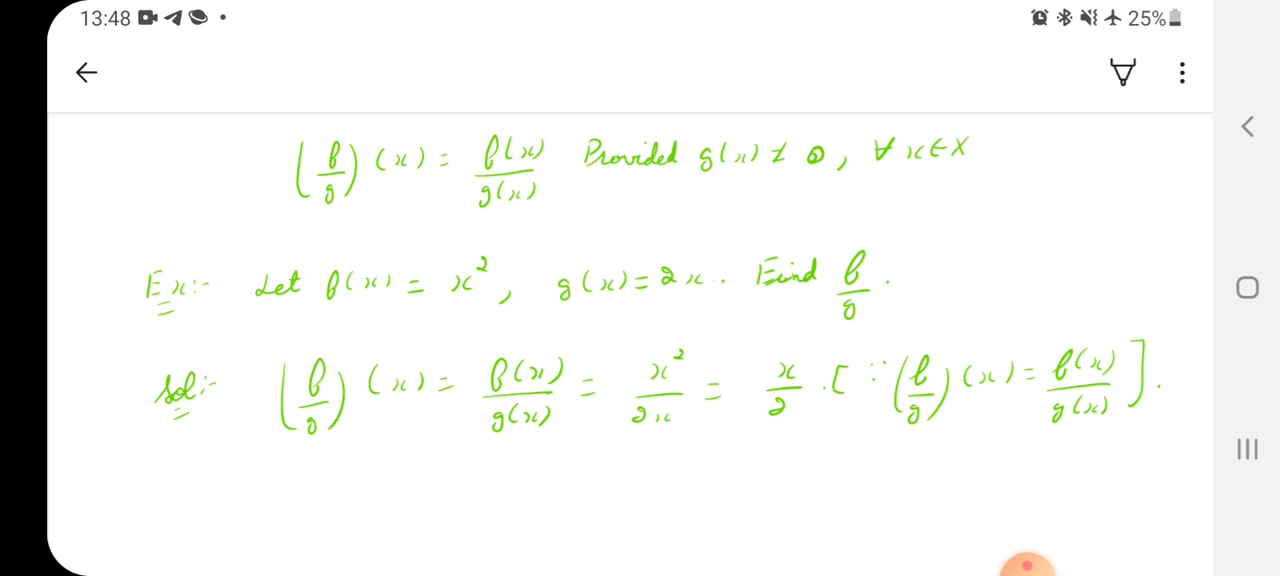 13:48 25%
(f/g)(x) = f(x)/g(x) Provided g(x) ≠ 0, ∀ x∈X
Ex:- Let f(x) = x², g(x) = 2x. Find f/g.
Sol:- (f/g)(x) = f(x)/g(x) = x²/2x = x/2. [∵ (f/g)(x) = f(x)/g(x)].